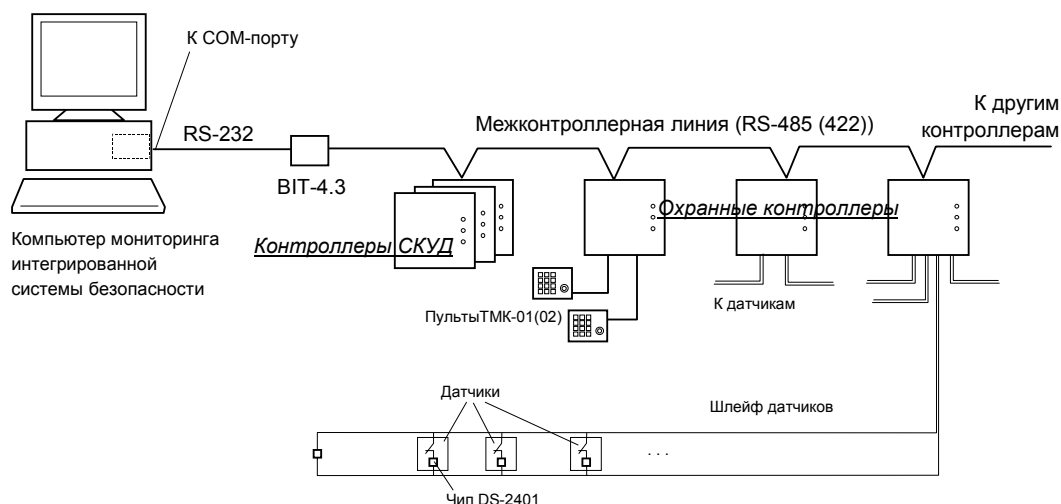 К COM-порту
RS-232
BIT-4.3
Межконтроллерная линия (RS-485 (422))
К другим
контроллерам
Компьютер мониторинга
интегрированной
системы безопасности
Контроллеры СКУД
Охранные контроллеры
ПультыТМК-01(02)
К датчикам
Датчики
Шлейф датчиков
. . .
Чип DS-2401